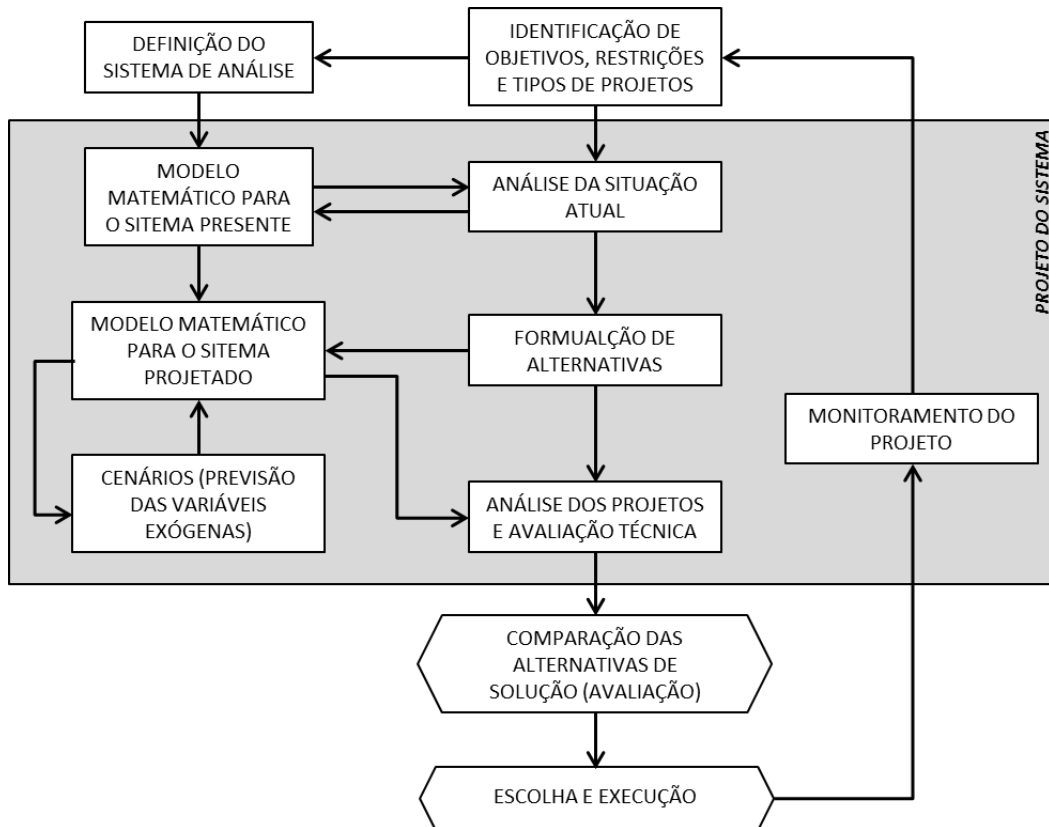 DEFINIÇÃO DO
SISTEMA DE ANÁLISE
IDENTIFICAÇÃO DE
OBJETIVOS, RESTRIÇÕES
E TIPOS DE PROJETOS
PROJETO DO SISTEMA
MODELO
MATEMÁTICO PARA
O SITEMA PRESENTE
ANÁLISE DA SITUAÇÃO
ATUAL
MODELO MATEMÁTICO
PARA O SITEMA
PROJETADO
FORMUALÇÃO DE
ALTERNATIVAS
MONITORAMENTO DO
PROJETO
CENÁRIOS (PREVISÃO
DAS VARIÁVEIS
EXÓGENAS)
ANÁLISE DOS PROJETOS
E AVALIAÇÃO TÉCNICA
COMPARAÇÃO DAS
ALTERNATIVAS DE
SOLUÇÃO (AVALIAÇÃO)
ESCOLHA E EXECUÇÃO